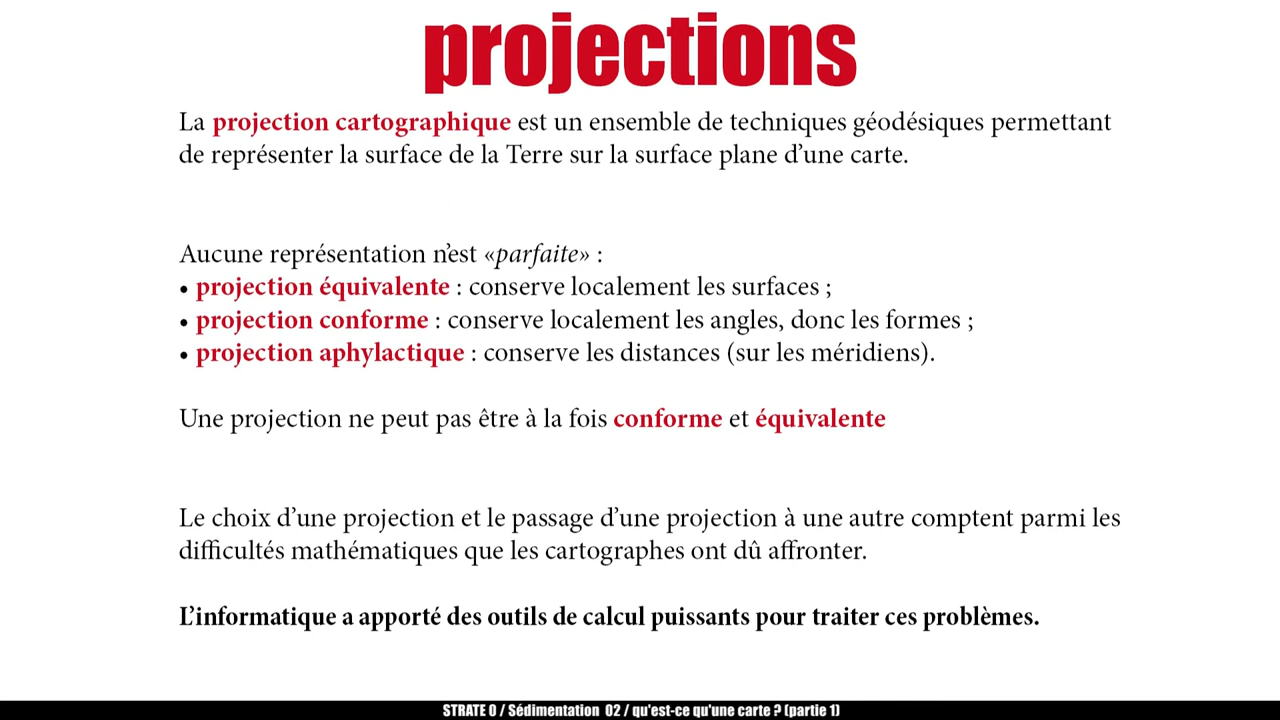 projections
La projection cartographique est un ensemble de techniques géodésiques permettant
de représenter la surface de la Terre sur la surface plane d’une carte.
Aucune représentation n’est «parfaite» :
• projection équivalente : conserve localement les surfaces ;
• projection conforme : conserve localement les angles, donc les formes ;
• projection aphylactique : conserve les distances (sur les méridiens).
Une projection ne peut pas être à la fois conforme et équivalente
Le choix d’une projection et le passage d’une projection à une autre comptent parmi les
difficultés mathématiques que les cartographes ont dû affronter.
L’informatique a apporté des outils de calcul puissants pour traiter ces problèmes.
STRATE 0 / Sédimentation 02 / qu'est-ce qu'une carte ? (partie 1)